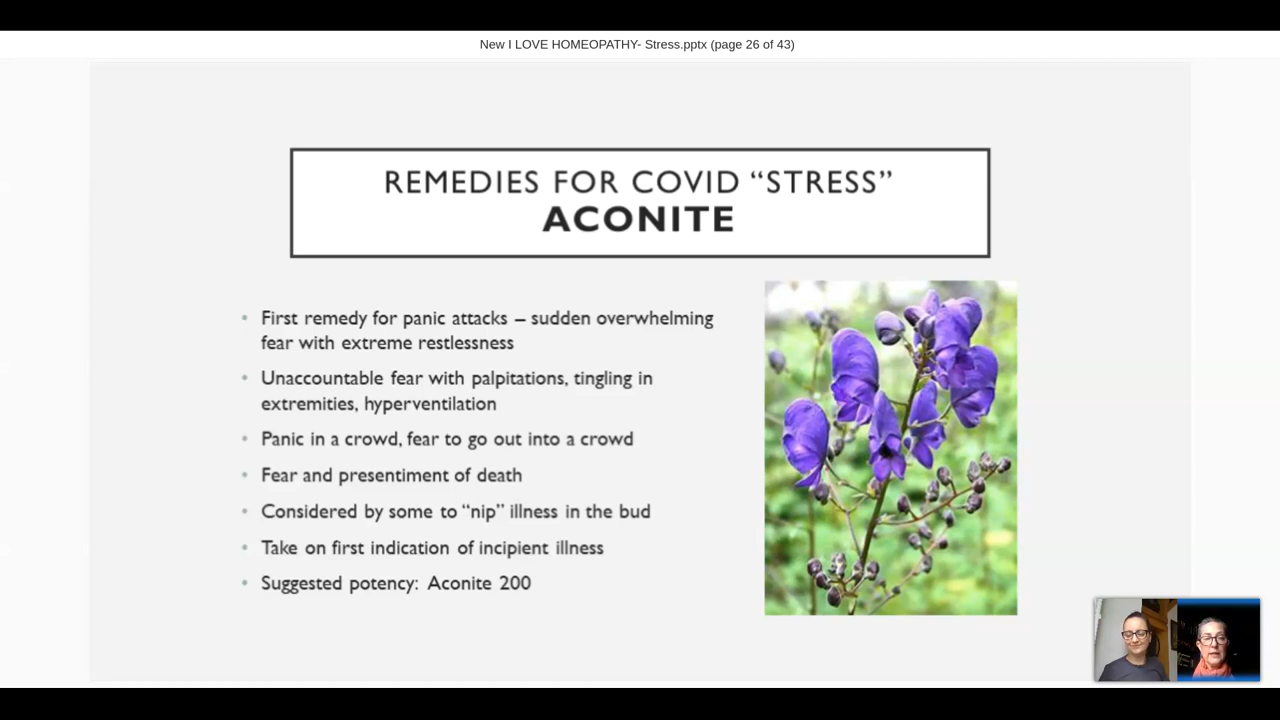 New I LOVE HOMEOPATHY- Stress.pptx (page 26 of 43)
REMEDIES FOR COVID “STRESS”
ACONITE
• First remedy for panic attacks – sudden overwhelming
fear with extreme restlessness
• Unaccountable fear with palpitations, tingling in
extremities, hyperventilation
• Panic in a crowd, fear to go out into a crowd
• Fear and presentiment of death
• Considered by some to “nip” illness in the bud
• Take on first indication of incipient illness
• Suggested potency: Aconite 200